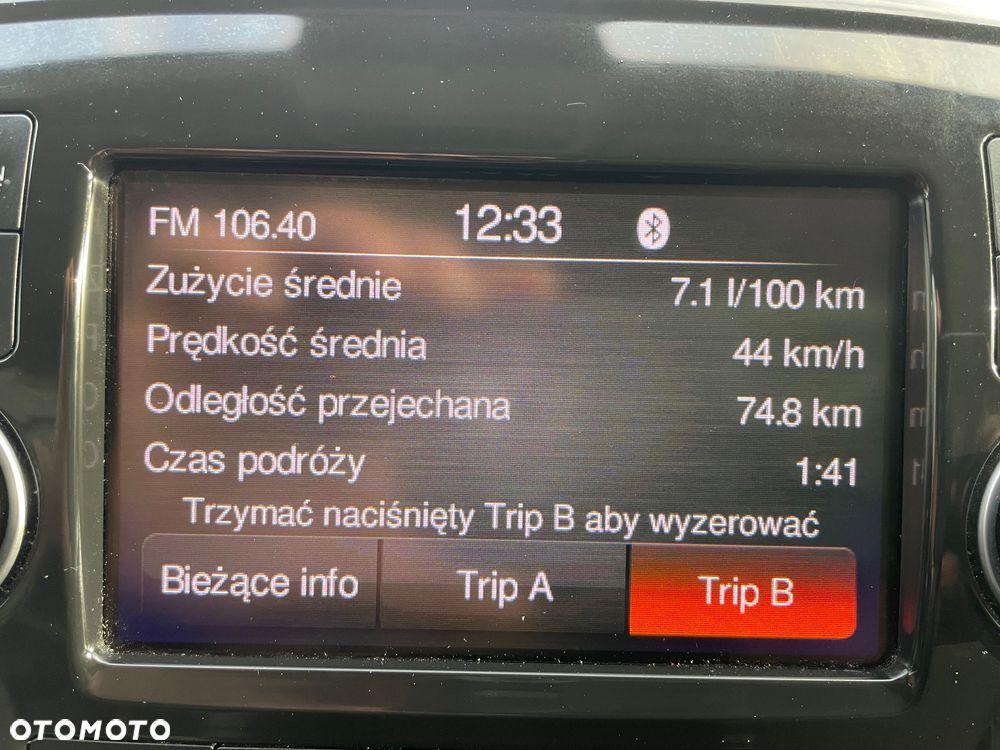 FM 106.40 12:33
Zużycie średnie 7.1 l/100 km
Prędkość średnia 44 km/h
Odległość przejechana 74.8 km
Czas podróży 1:41
Trzymać naciśnięty Trip B aby wyzerować
Bieżące info Trip A Trip B
OTOMOTO